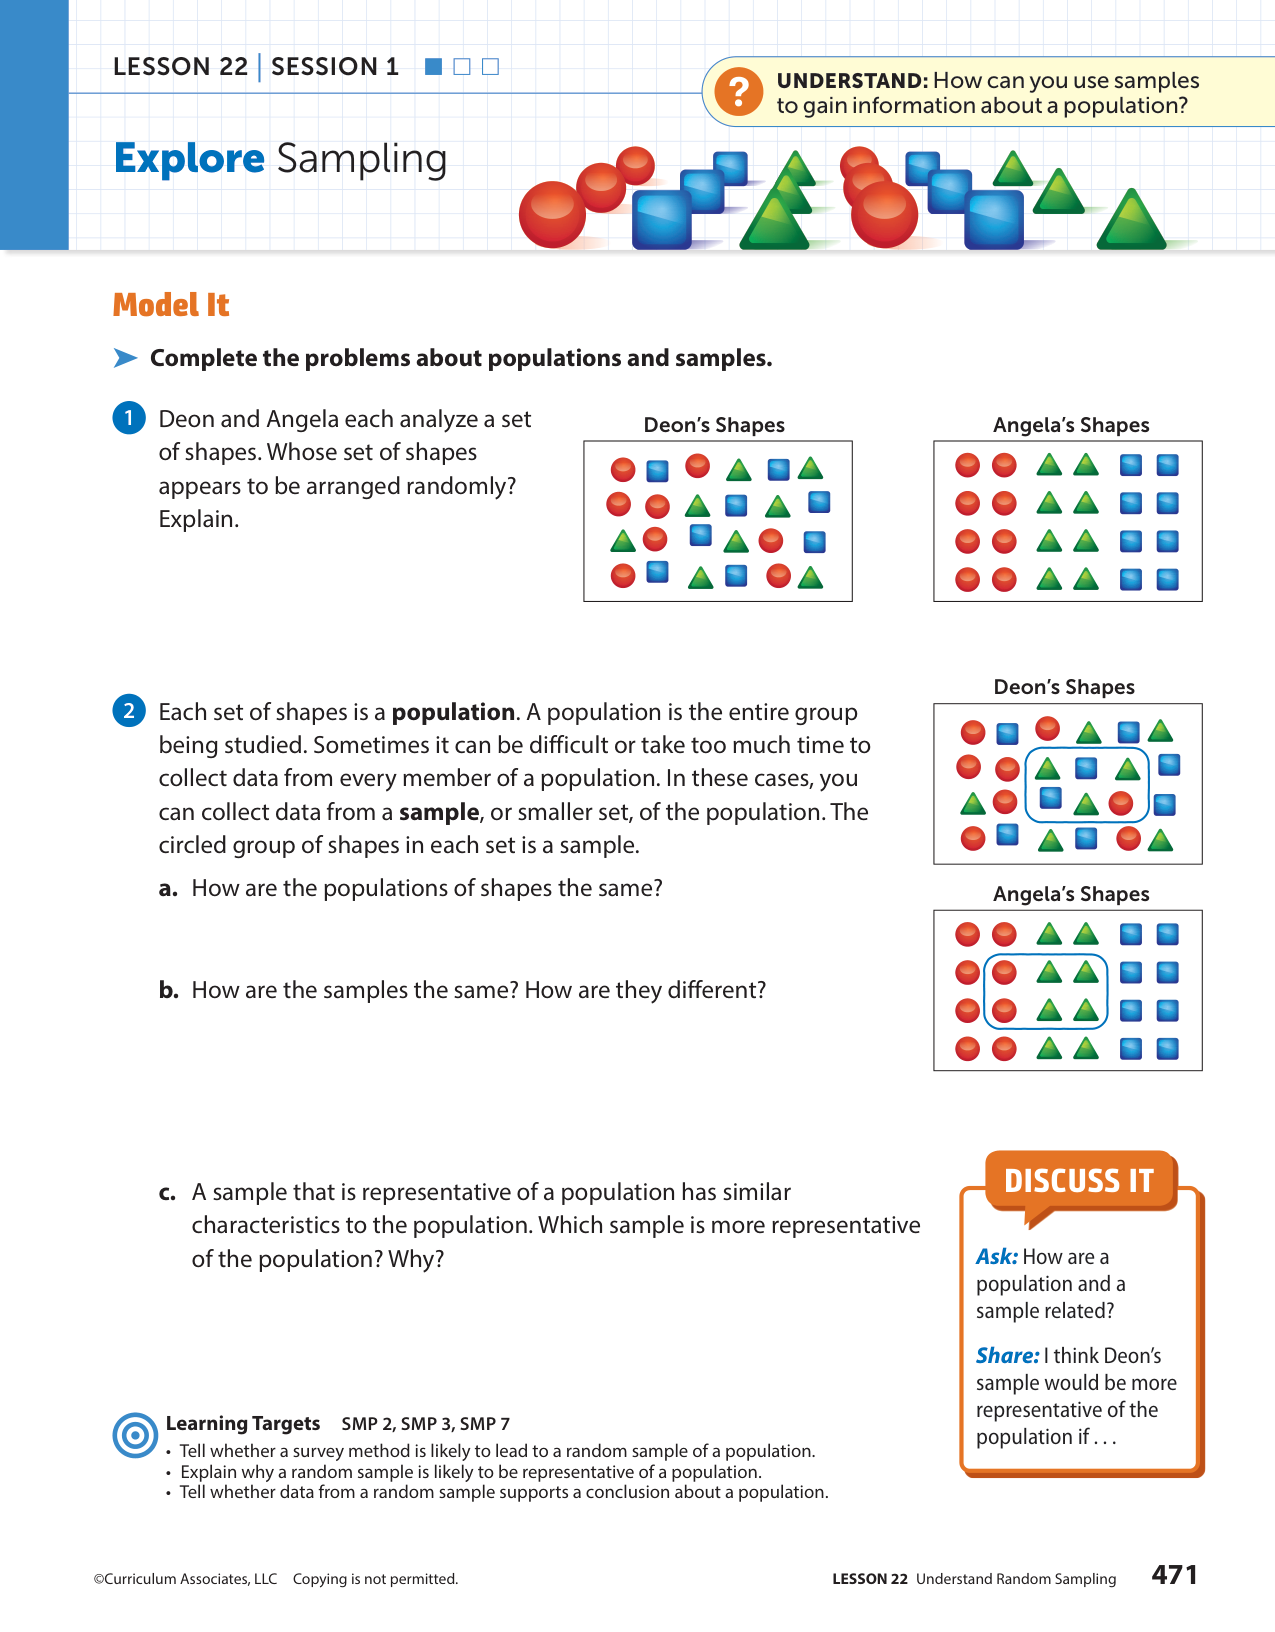 LESSON 22 | SESSION 1
? UNDERSTAND: How can you use samples
to gain information about a population?
Explore Sampling
Model It
Complete the problems about populations and samples.
1 Deon and Angela each analyze a set
of shapes. Whose set of shapes
appears to be arranged randomly?
Explain.
Deon’s Shapes
Angela’s Shapes
2 Each set of shapes is a population. A population is the entire group
being studied. Sometimes it can be difficult or take too much time to
collect data from every member of a population. In these cases, you
can collect data from a sample, or smaller set, of the population. The
circled group of shapes in each set is a sample.
a. How are the populations of shapes the same?
b. How are the samples the same? How are they different?
Deon’s Shapes
Angela’s Shapes
c. A sample that is representative of a population has similar
characteristics to the population. Which sample is more representative
of the population? Why?
DISCUSS IT
Ask: How are a
population and a
sample related?
Share: I think Deon’s
sample would be more
representative of the
population if . . .
Learning Targets SMP 2, SMP 3, SMP 7
• Tell whether a survey method is likely to lead to a random sample of a population.
• Explain why a random sample is likely to be representative of a population.
• Tell whether data from a random sample supports a conclusion about a population.
©Curriculum Associates, LLC Copying is not permitted.
LESSON 22 Understand Random Sampling 471